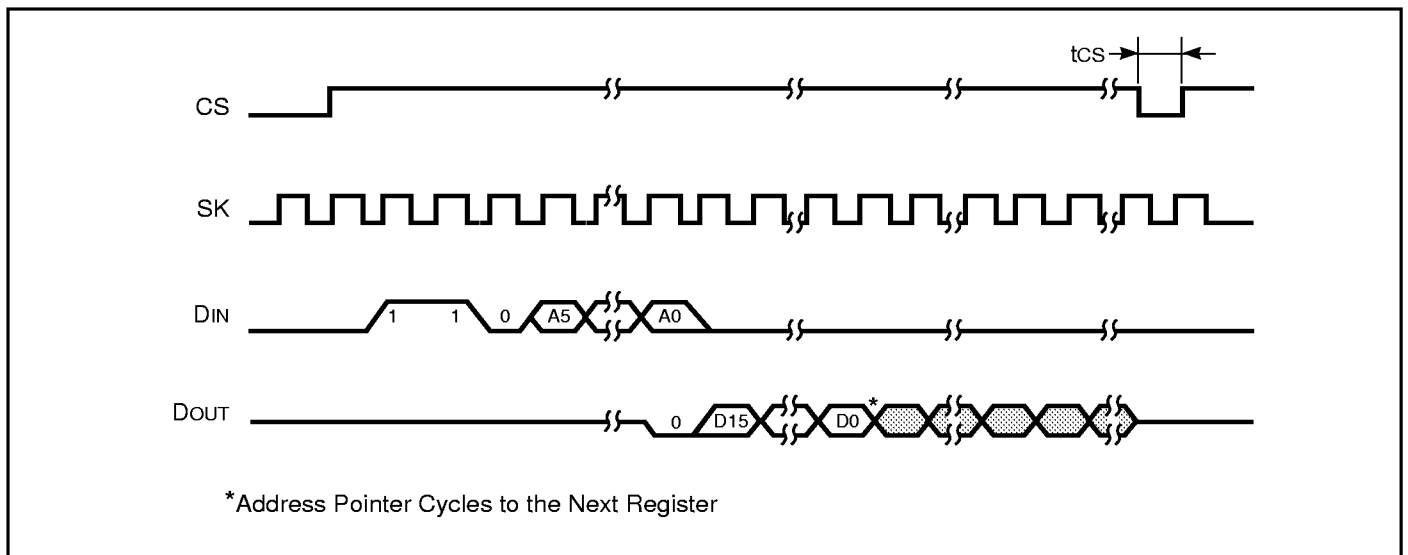 tCS
CS
SK
DIN
1 1 0 A5 A0
DOUT
0 D15 D0 *
*Address Pointer Cycles to the Next Register